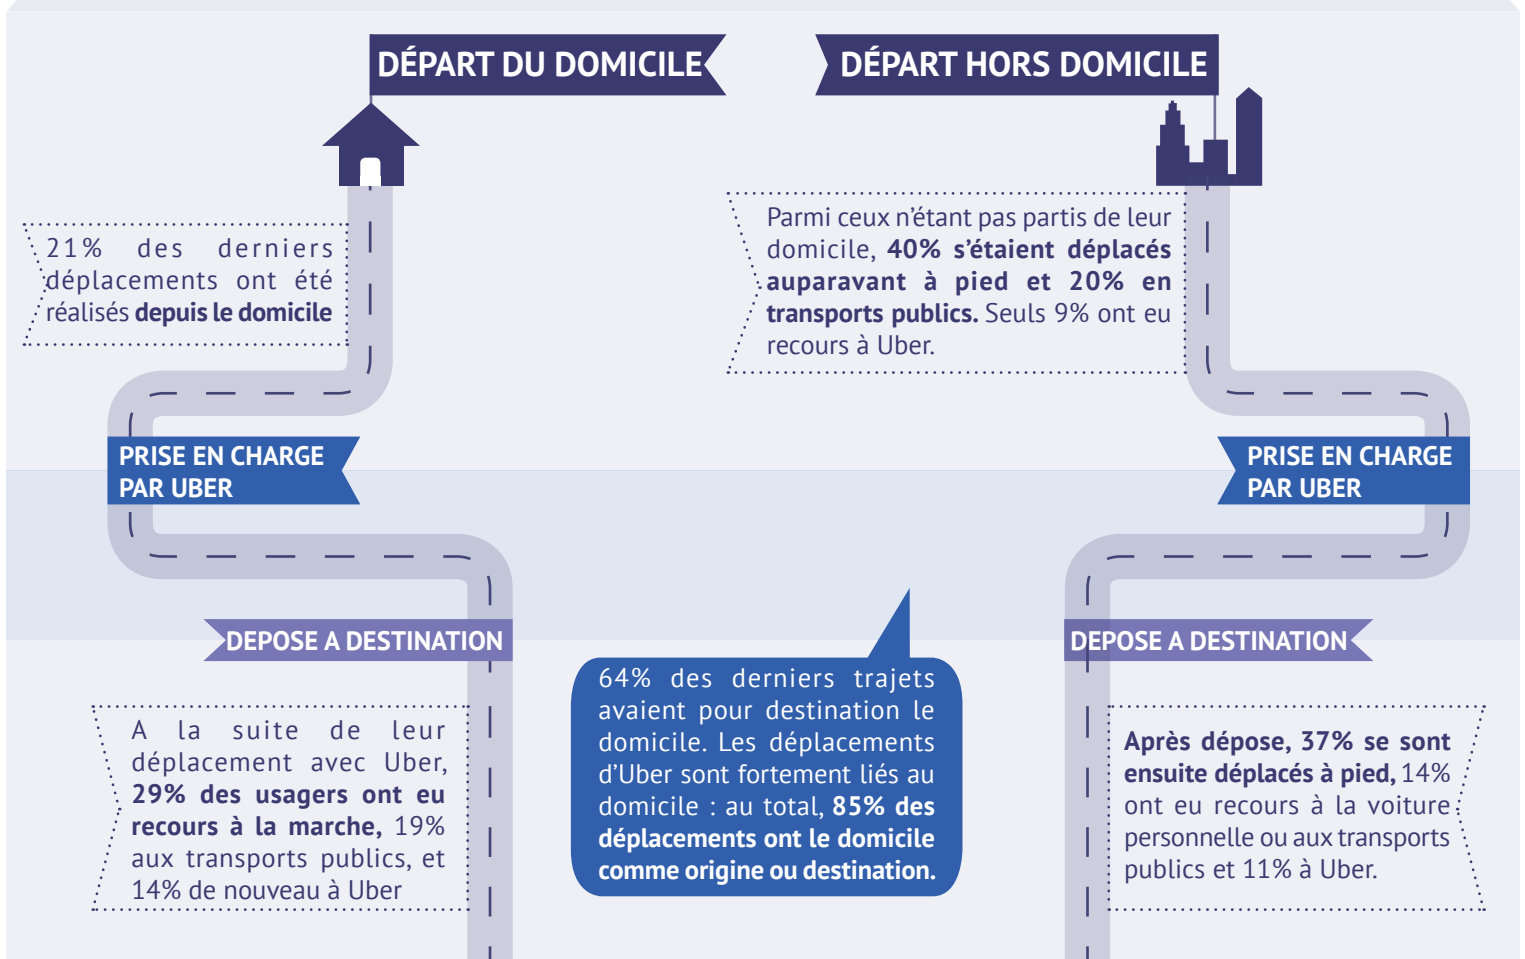 DÉPART DU DOMICILE
21% des derniers
déplacements ont été
réalisés depuis le domicile
PRISE EN CHARGE
PAR UBER
DEPOSE A DESTINATION
A la suite de leur
déplacement avec Uber,
29% des usagers ont eu
recours à la marche, 19%
aux transports publics, et
14% de nouveau à Uber
DÉPART HORS DOMICILE
Parmi ceux n'étant pas partis de leur
domicile, 40% s'étaient déplacés
auparavant à pied et 20% en
transports publics. Seuls 9% ont eu
recours à Uber.
PRISE EN CHARGE
PAR UBER
DEPOSE A DESTINATION
Après dépose, 37% se sont
ensuite déplacés à pied, 14%
ont eu recours à la voiture
personnelle ou aux transports
publics et 11% à Uber.
64% des derniers trajets
avaient pour destination le
domicile. Les déplacements
d'Uber sont fortement liés au
domicile : au total, 85% des
déplacements ont le domicile
comme origine ou destination.